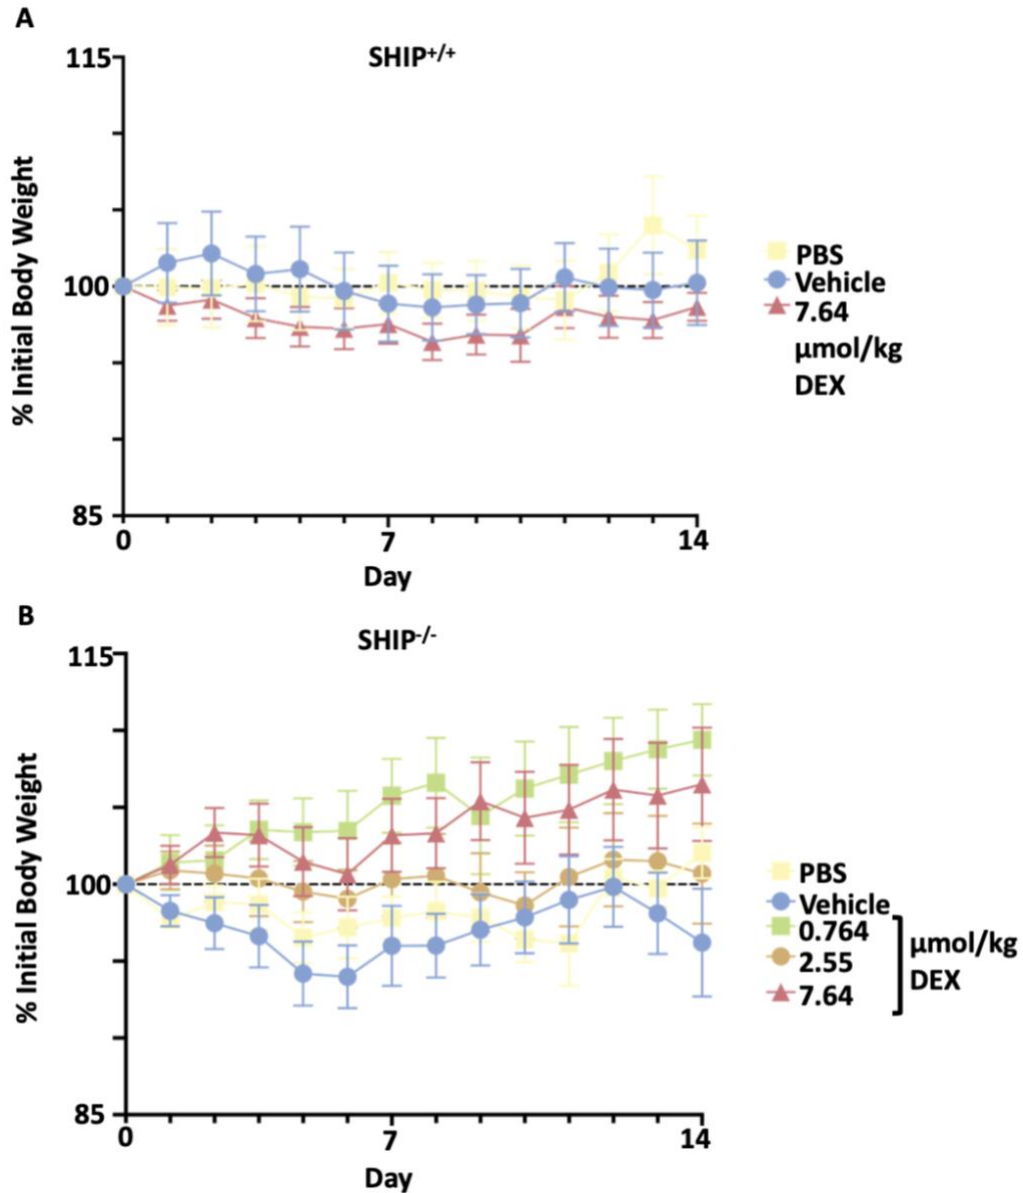 A
SHIP+/+
115
100
85
% Initial Body Weight
0 7 14
Day
PBS
Vehicle
7.64
µmol/kg
DEX
B
SHIP-/-
115
100
85
% Initial Body Weight
0 7 14
Day
PBS
Vehicle
0.764
2.55
7.64
µmol/kg
DEX